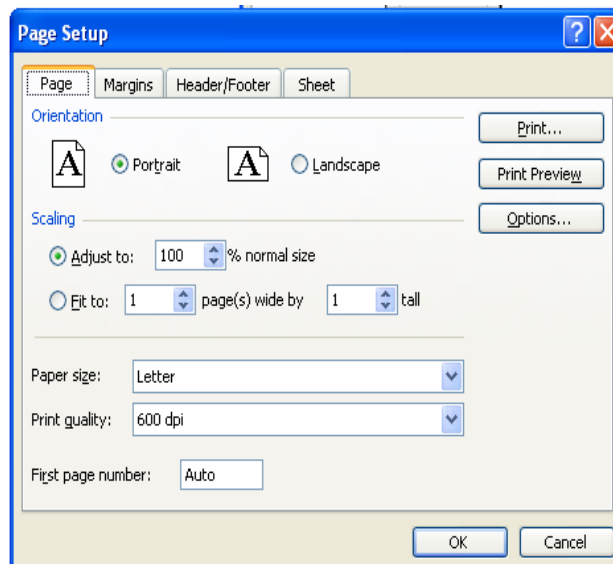 Page Setup
Page Margins Header/Footer Sheet
Orientation
A Portrait A Landscape
Print...
Print Preview
Scaling
Options...
Adjust to: 100 % normal size
Fit to: 1 page(s) wide by 1 tall
Paper size: Letter
Print quality: 600 dpi
First page number: Auto
OK Cancel